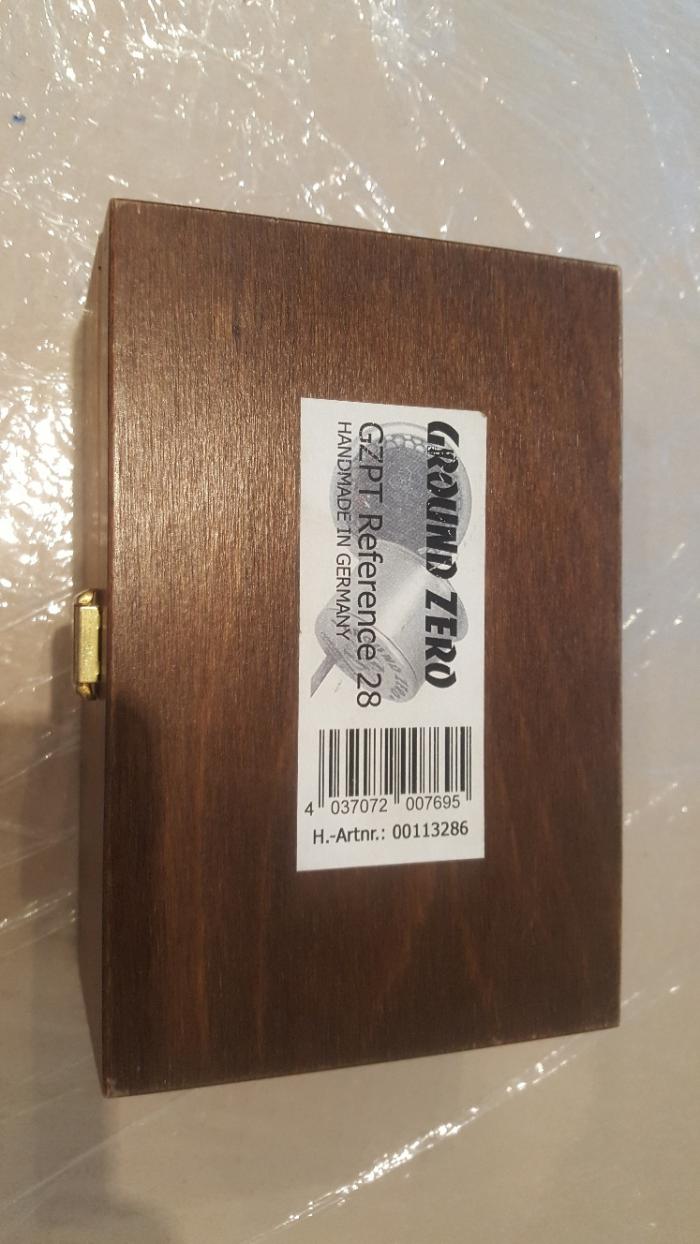 GROUND ZERO
GZPT Reference 28
HANDMADE IN GERMANY
4 037072 007695
H.-Artnr.: 00113286